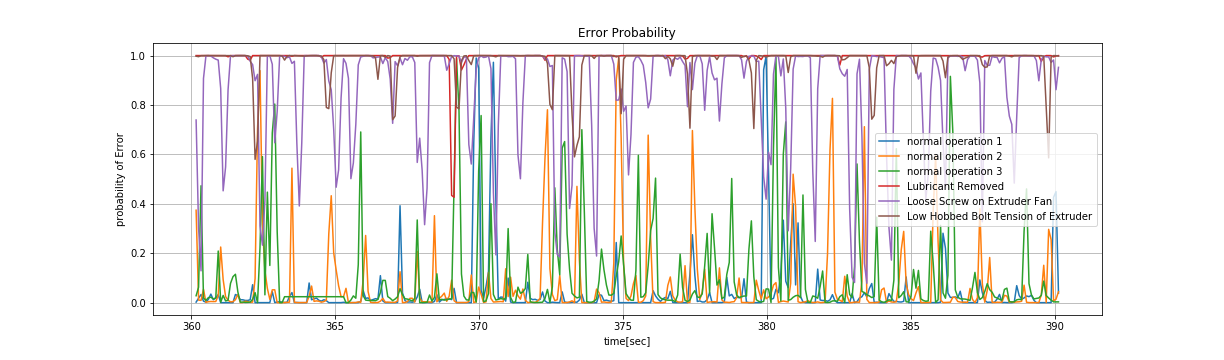 Error Probability
probability of Error
1.0
0.8
0.6
0.4
0.2
0.0
normal operation 1
normal operation 2
normal operation 3
Lubricant Removed
Loose Screw on Extruder Fan
Low Hobbed Bolt Tension of Extruder
360
365
370
375
380
385
390
time[sec]